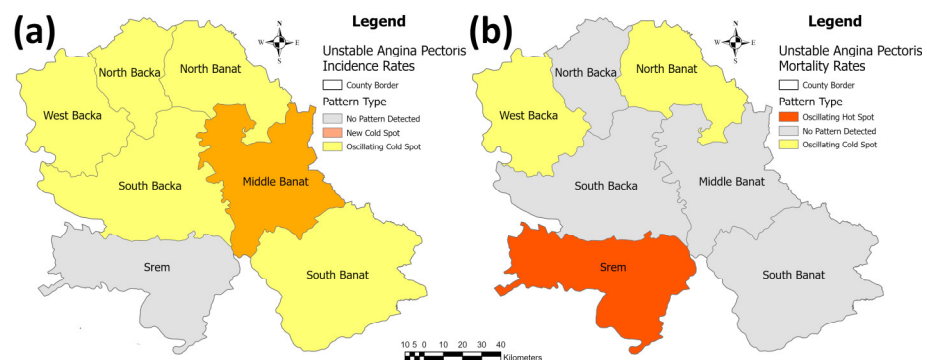 (a)
N
W E
S
Legend
Unstable Angina Pectoris
Incidence Rates
County Border
Pattern Type
No Pattern Detected
New Cold Spot
Oscillating Cold Spot
North Backa
North Banat
West Backa
South Backa
Middle Banat
Srem
South Banat
(b)
N
W E
S
Legend
Unstable Angina Pectoris
Mortality Rates
County Border
Pattern Type
Oscillating Hot Spot
No Pattern Detected
Oscillating Cold Spot
North Backa
North Banat
West Backa
South Backa
Middle Banat
Srem
South Banat
10 5 0 10 20 30 40
Kilometers